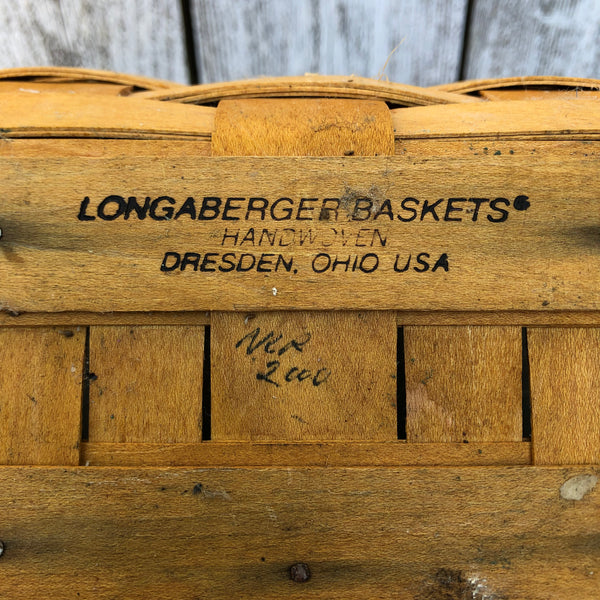 LONGABERGER BASKETS®
HANDWOVEN
DRESDEN, OHIO USA
2000